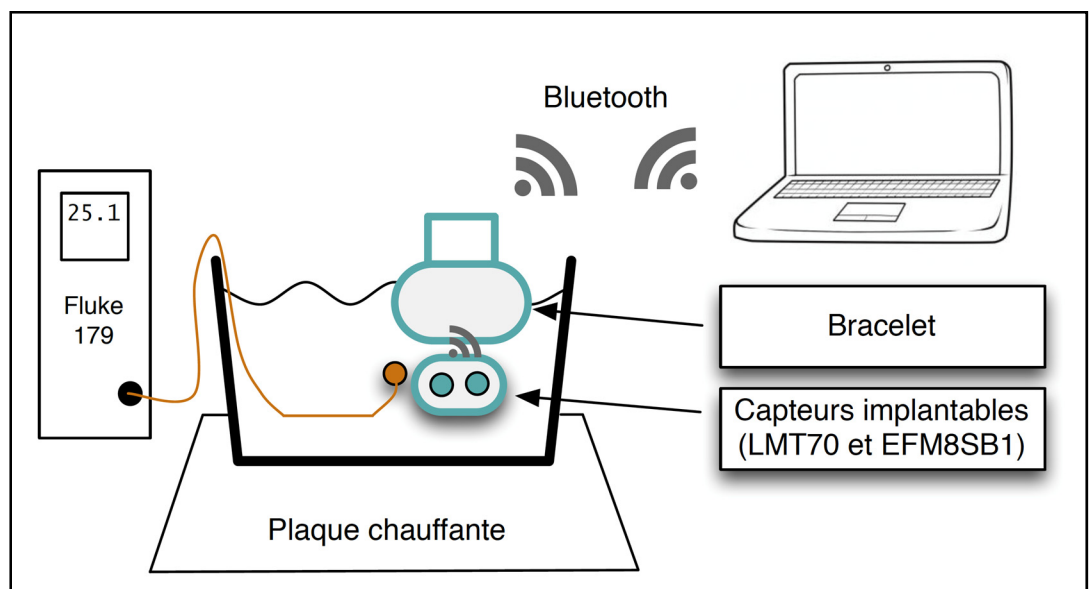 Bluetooth
25.1
Fluke
179
Bracelet
Capteurs implantables
(LMT70 et EFM8SB1)
Plaque chauffante